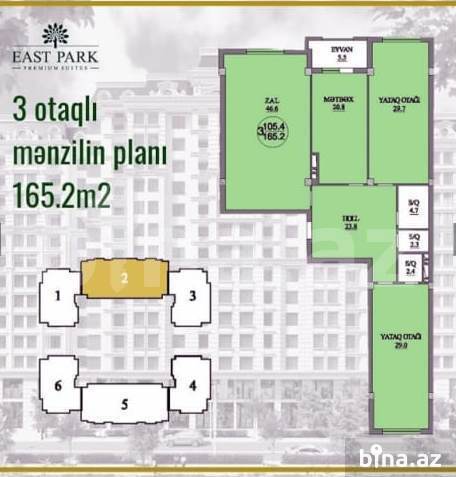 EAST PARK
PREMIUM SUITES
3 otaqlı
mənzilin planı
165.2m2
EYVAN
5.5
ZAL
46.6
MƏTBƏX
20.8
YATAQ OTAĞI
29.7
3 105.4
165.2
HOLL
23.8
S/Q
4.7
S/Q
2.3
S/Q
2.4
YATAQ OTAĞI
29.0
1
2
3
6
5
4
bina.az